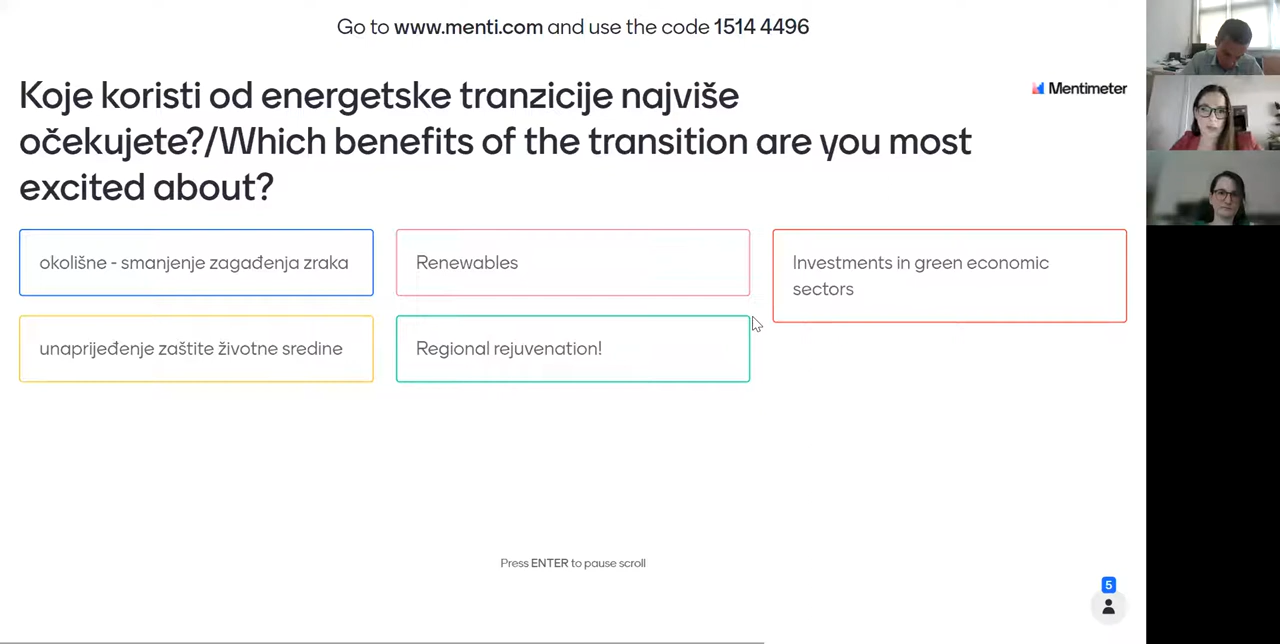 Go to www.menti.com and use the code 1514 4496
Koje koristi od energetske tranzicije najviše
očekujete?/Which benefits of the transition are you most
excited about?
Mentimeter
okolišne - smanjenje zagađenja zraka
Renewables
Investments in green economic
sectors
unaprijeđenje zaštite životne sredine
Regional rejuvenation!
Press ENTER to pause scroll
5